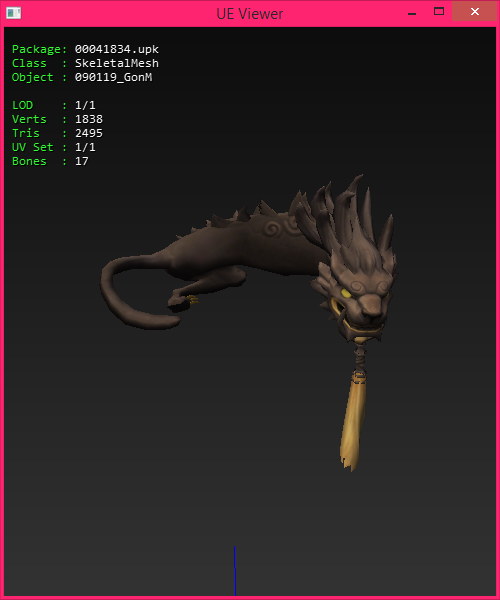 UE Viewer
Package: 00041834.upk
Class  : SkeletalMesh
Object : 090119_GonM
LOD    : 1/1
Verts  : 1838
Tris   : 2495
UV Set : 1/1
Bones  : 17